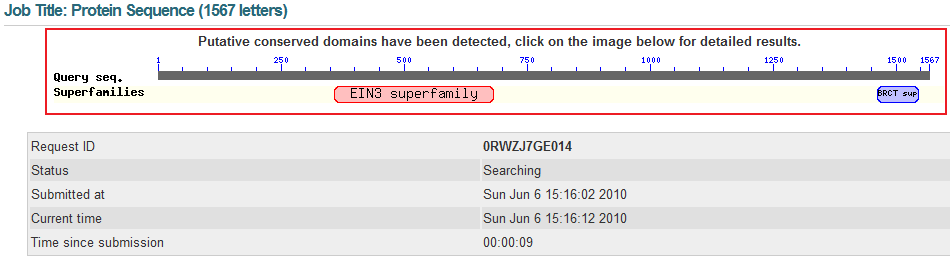 Job Title: Protein Sequence (1567 letters)
Putative conserved domains have been detected, click on the image below for detailed results.
1 250 500 750 1000 1250 1500 1567
Query seq.
Superfamilies EIN3 superfamily BRCT sup
Request ID 0RWZJ7GE014
Status Searching
Submitted at Sun Jun 6 15:16:02 2010
Current time Sun Jun 6 15:16:12 2010
Time since submission 00:00:09